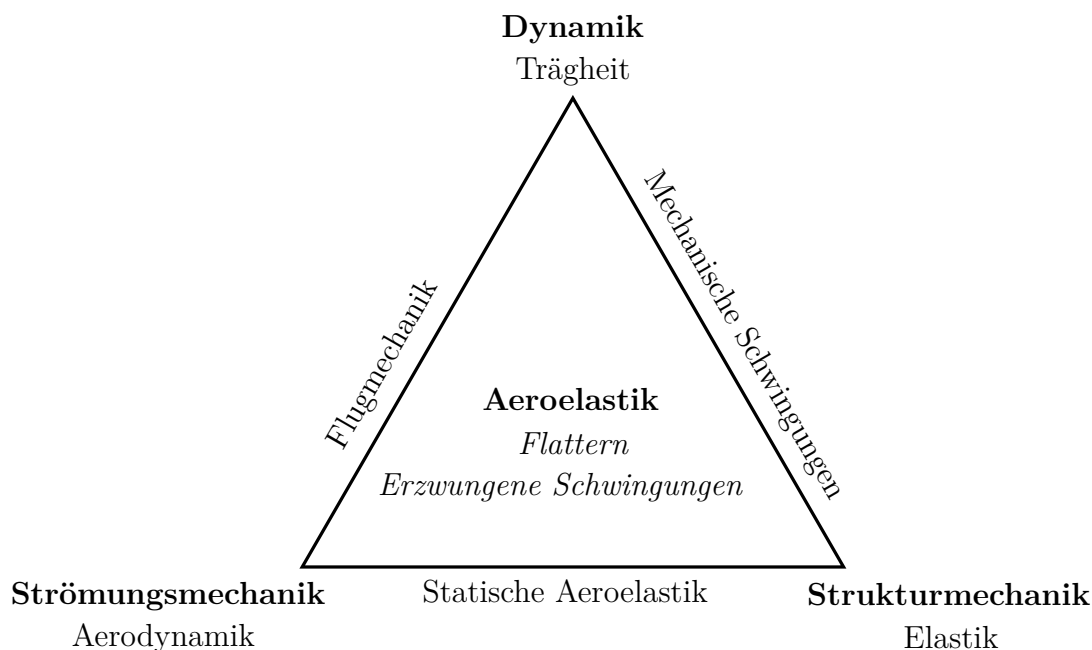 Dynamik
Trägheit
Mechanische Schwingungen
Flugmechanik
Aeroelastik
Flattern
Erzwungene Schwingungen
Strömungsmechanik
Aerodynamik
Statische Aeroelastik
Strukturmechanik
Elastik